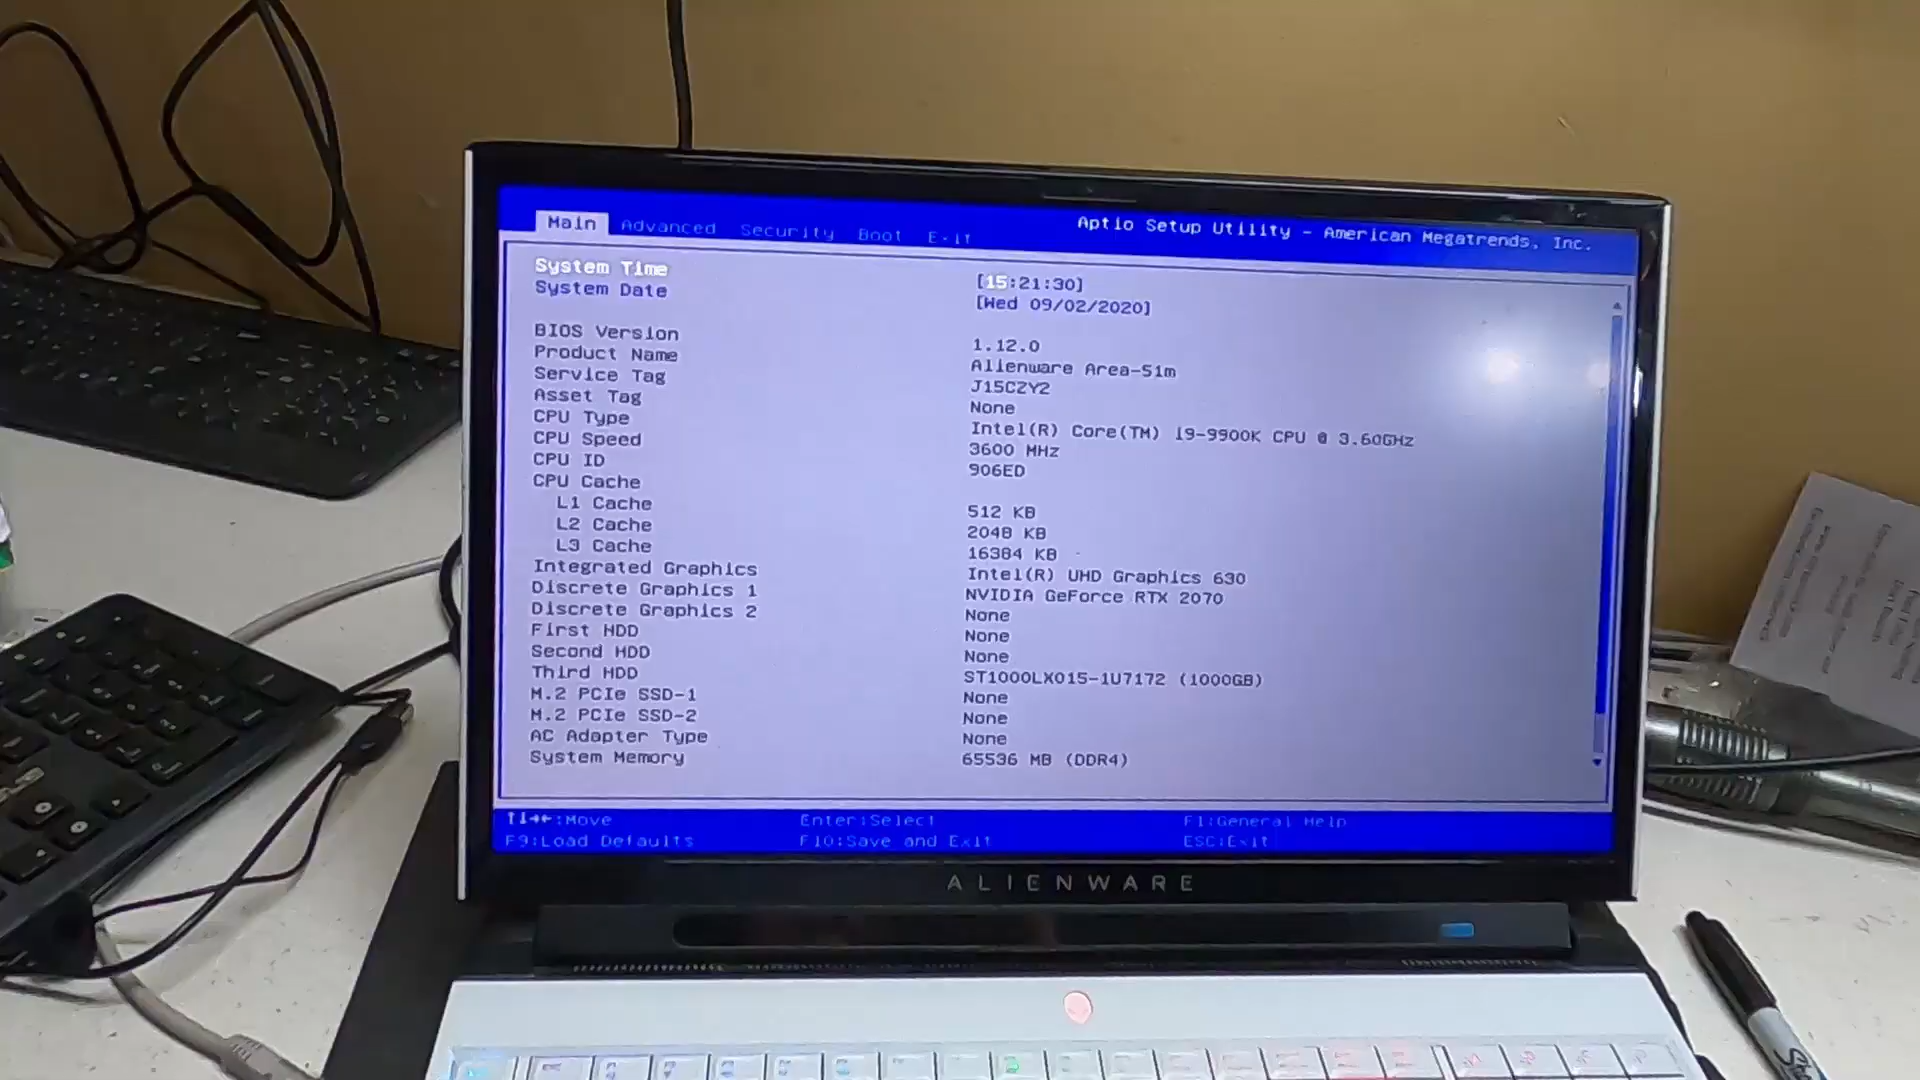 Main Advanced Security Boot Exit
Aptio Setup Utility - American Megatrends, Inc.
System Time [15:21:30]
System Date [Wed 09/02/2020]
BIOS Version 1.12.0
Product Name Alienware Area-51m
Service Tag J15CZY2
Asset Tag None
CPU Type Intel(R) Core(TM) i9-9900K CPU @ 3.60GHz
CPU Speed 3600 MHz
CPU ID 906ED
CPU Cache
L1 Cache 512 KB
L2 Cache 2048 KB
L3 Cache 16384 KB
Integrated Graphics Intel(R) UHD Graphics 630
Discrete Graphics 1 NVIDIA GeForce RTX 2070
Discrete Graphics 2 None
First HDD None
Second HDD None
Third HDD ST1000LX015-1U7172 (1000GB)
M.2 PCIe SSD-1 None
M.2 PCIe SSD-2 None
AC Adapter Type None
System Memory 65536 MB (DDR4)
↑↓→←:Move Enter:Select F1:General Help
F9:Load Defaults F10:Save and Exit ESC:Exit
ALIENWARE